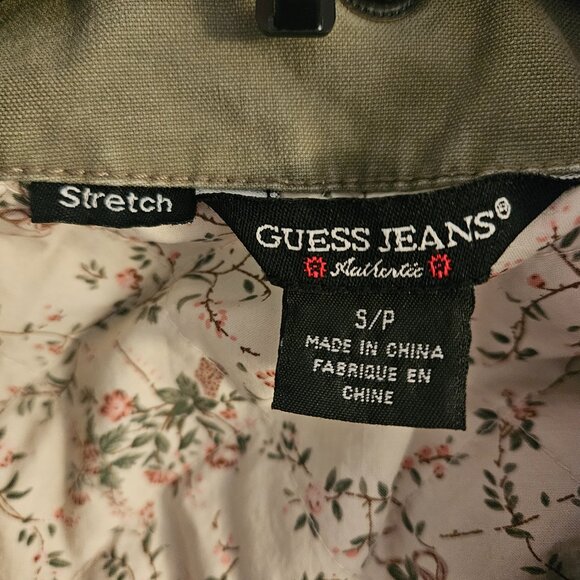 Stretch
GUESS JEANS®
Authentic
S/P
MADE IN CHINA
FABRIQUE EN
CHINE